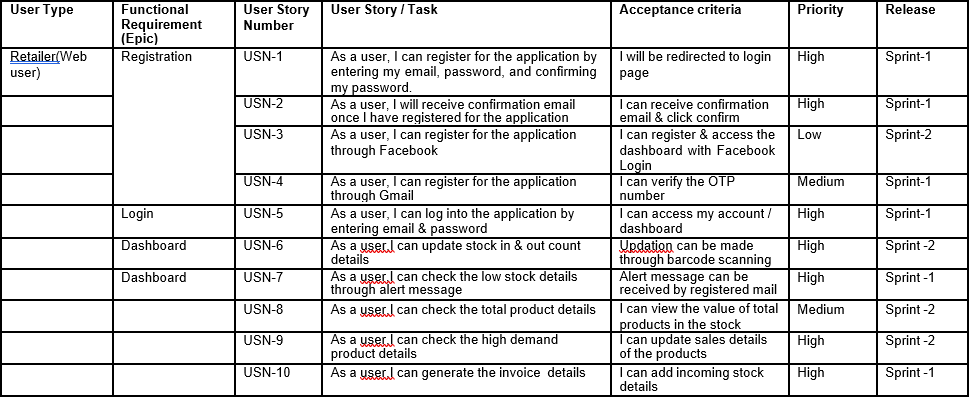 User Type Functional Requirement (Epic) User Story Number User Story / Task Acceptance criteria Priority Release
Retailer(Web user) Registration USN-1 As a user, I can register for the application by entering my email, password, and confirming my password. I will be redirected to login page High Sprint-1
USN-2 As a user, I will receive confirmation email once I have registered for the application I can receive confirmation email & click confirm High Sprint-1
USN-3 As a user, I can register for the application through Facebook I can register & access the dashboard with Facebook Login Low Sprint-2
USN-4 As a user, I can register for the application through Gmail I can verify the OTP number Medium Sprint-1
Login USN-5 As a user, I can log into the application by entering email & password I can access my account / dashboard High Sprint-1
Dashboard USN-6 As a user,I can update stock in & out count details Updation can be made through barcode scanning High Sprint -2
Dashboard USN-7 As a user,I can check the low stock details through alert message Alert message can be received by registered mail High Sprint -1
USN-8 As a user,I can check the total product details I can view the value of total products in the stock Medium Sprint -2
USN-9 As a user,I can check the high demand product details I can update sales details of the products High Sprint -2
USN-10 As a user,I can generate the invoice details I can add incoming stock details High Sprint -1